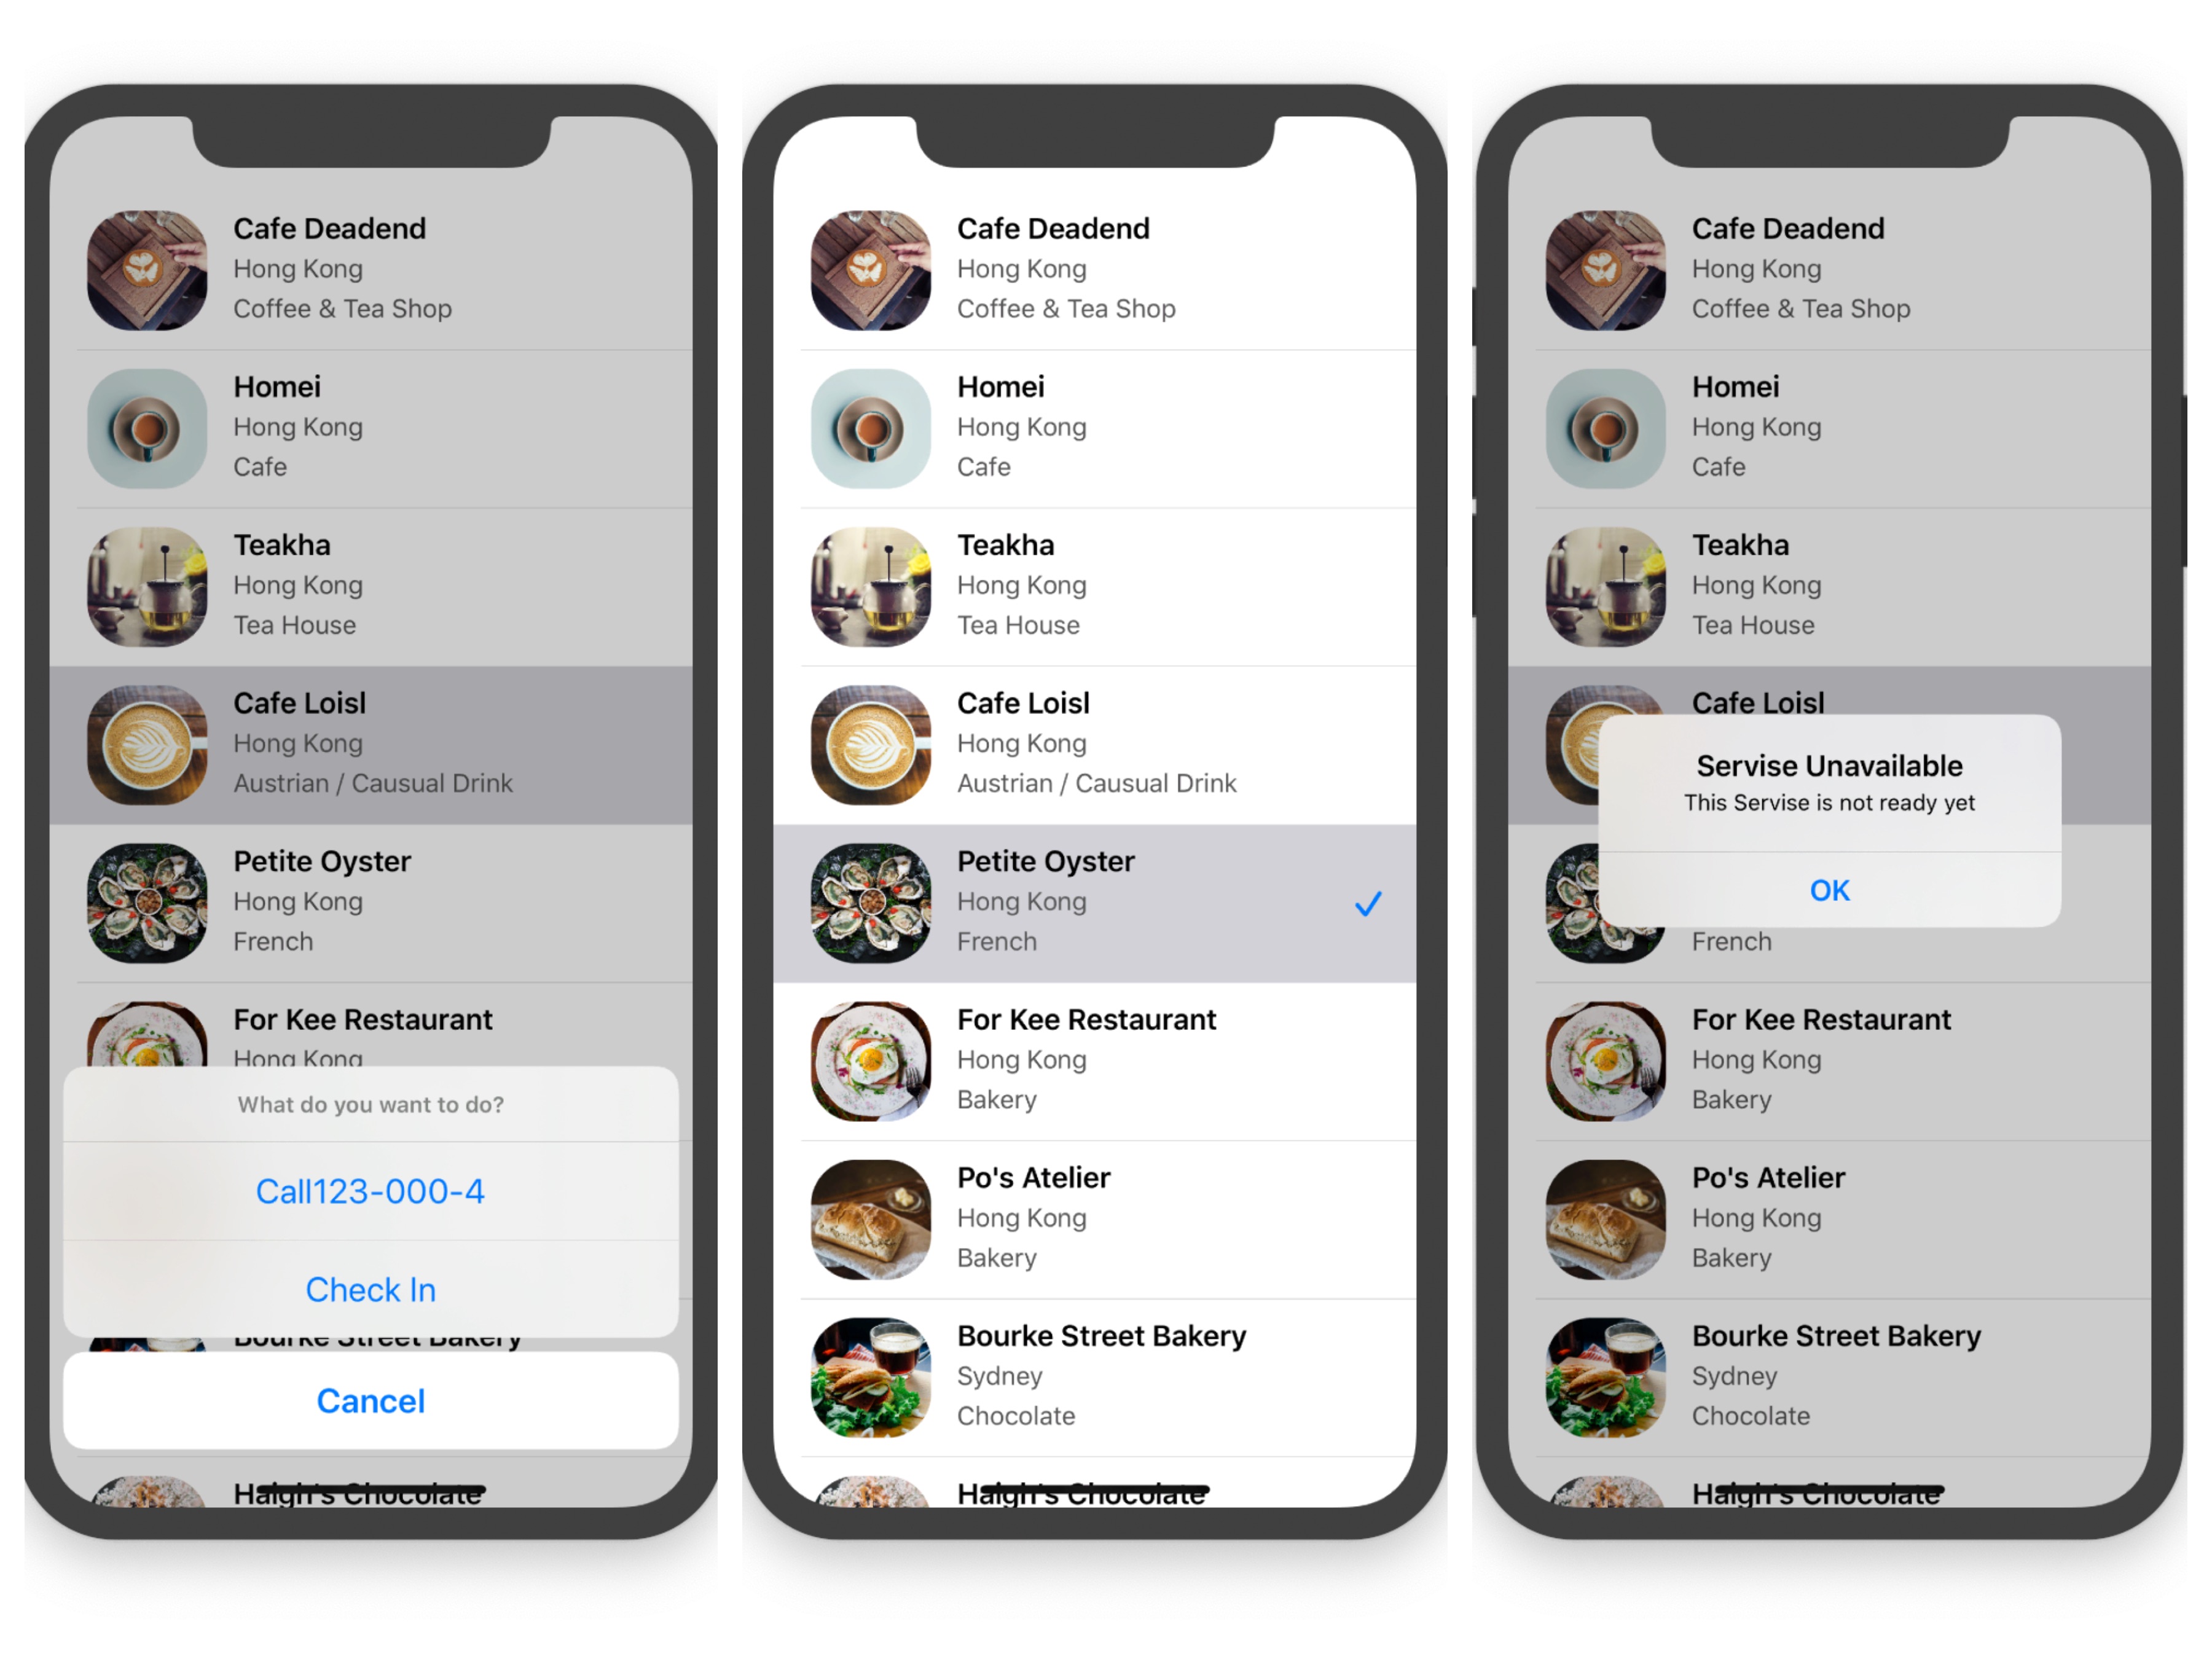 Cafe Deadend
Hong Kong
Coffee & Tea Shop
Homei
Hong Kong
Cafe
Teakha
Hong Kong
Tea House
Cafe Loisl
Hong Kong
Austrian / Causual Drink
Petite Oyster
Hong Kong
French
For Kee Restaurant
Hong Kong
What do you want to do?
Call123-000-4
Check In
Bourke Street Bakery
Cancel
Haigh's Chocolate
Cafe Deadend
Hong Kong
Coffee & Tea Shop
Homei
Hong Kong
Cafe
Teakha
Hong Kong
Tea House
Cafe Loisl
Hong Kong
Austrian / Causual Drink
Petite Oyster
Hong Kong
French
For Kee Restaurant
Hong Kong
Bakery
Po's Atelier
Hong Kong
Bakery
Bourke Street Bakery
Sydney
Chocolate
Haigh's Chocolate
Cafe Deadend
Hong Kong
Coffee & Tea Shop
Homei
Hong Kong
Cafe
Teakha
Hong Kong
Tea House
Cafe Loisl
Servise Unavailable
This Servise is not ready yet
OK
French
For Kee Restaurant
Hong Kong
Bakery
Po's Atelier
Hong Kong
Bakery
Bourke Street Bakery
Sydney
Chocolate
Haigh's Chocolate